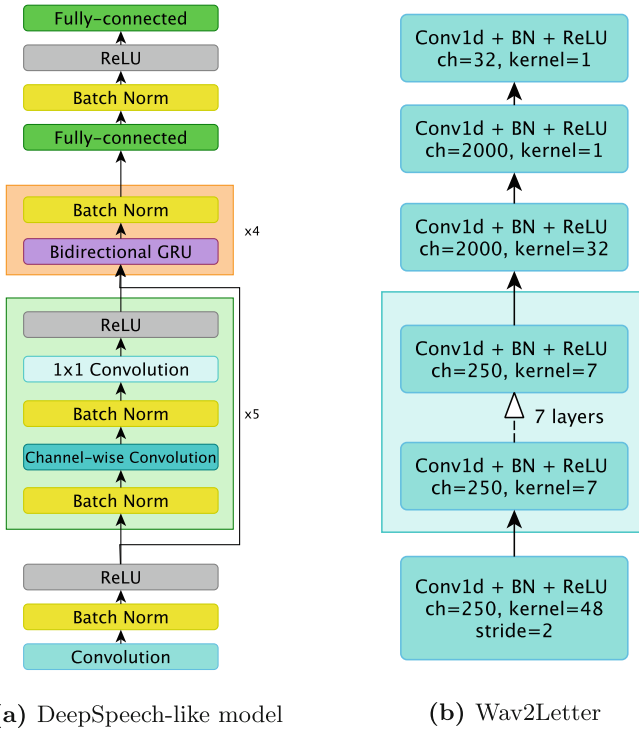 Fully-connected
ReLU
Batch Norm
Fully-connected
Batch Norm
Bidirectional GRU
x4
ReLU
1x1 Convolution
Batch Norm
Channel-wise Convolution
Batch Norm
x5
ReLU
Batch Norm
Convolution
(a) DeepSpeech-like model
Conv1d + BN + ReLU
ch=32, kernel=1
Conv1d + BN + ReLU
ch=2000, kernel=1
Conv1d + BN + ReLU
ch=2000, kernel=32
Conv1d + BN + ReLU
ch=250, kernel=7
7 layers
Conv1d + BN + ReLU
ch=250, kernel=7
Conv1d + BN + ReLU
ch=250, kernel=48
stride=2
(b) Wav2Letter